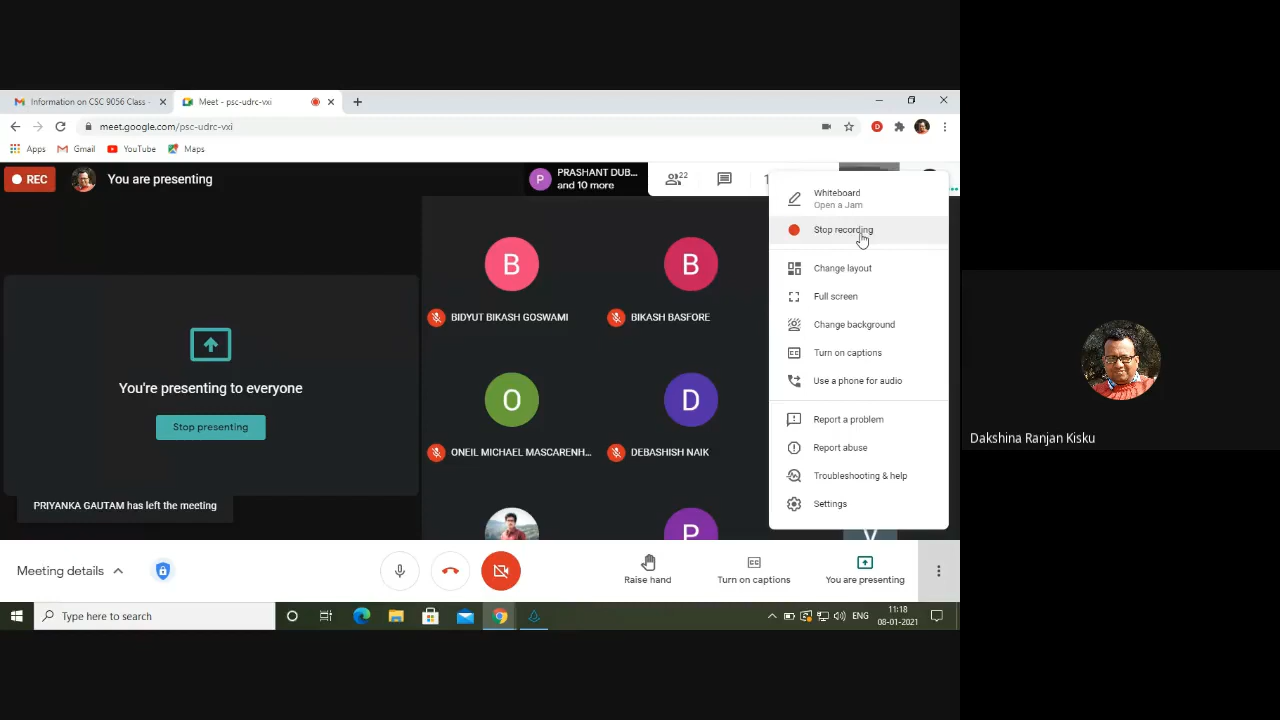 Information on CSC 9056 Class -
Meet - psc-udrc-vxi
meet.google.com/psc-udrc-vxi
D
Apps
Gmail
YouTube
Maps
REC
You are presenting
P
PRASHANT DUB...
and 10 more
22
Whiteboard
Open a Jam
Stop recording
Change layout
Full screen
Change background
Turn on captions
Use a phone for audio
Report a problem
Report abuse
Troubleshooting & help
Settings
B
BIDYUT BIKASH GOSWAMI
B
BIKASH BASFORE
You're presenting to everyone
Stop presenting
O
ONEIL MICHAEL MASCARENH...
D
DEBASHISH NAIK
PRIYANKA GAUTAM has left the meeting
P
V
Dakshina Ranjan Kisku
Meeting details
Raise hand
Turn on captions
You are presenting
Type here to search
ENG
11:18
08-01-2021